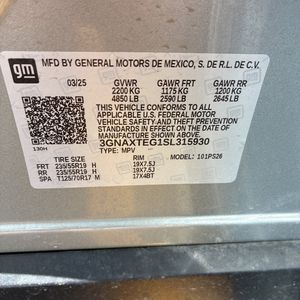 gm MFD BY GENERAL MOTORS DE MEXICO, S. DE R.L. DE C.V.
03/25 GVWR GAWR FRT GAWR RR
2200 KG 1175 KG 1200 KG
4850 LB 2590 LB 2645 LB
THIS VEHICLE CONFORMS TO ALL
APPLICABLE U.S. FEDERAL MOTOR
VEHICLE SAFETY AND THEFT PREVENTION
STANDARDS IN EFFECT ON THE DATE OF
MANUFACTURE SHOWN ABOVE.
3GNAXTEG1SL315930
130H TYPE: MPV MODEL: 101PS26
TIRE SIZE RIM
FRT 235/55R19 H 19X7.5J
RR 235/55R19 H 19X7.5J
SPA T125/70R17 M 17X4BT